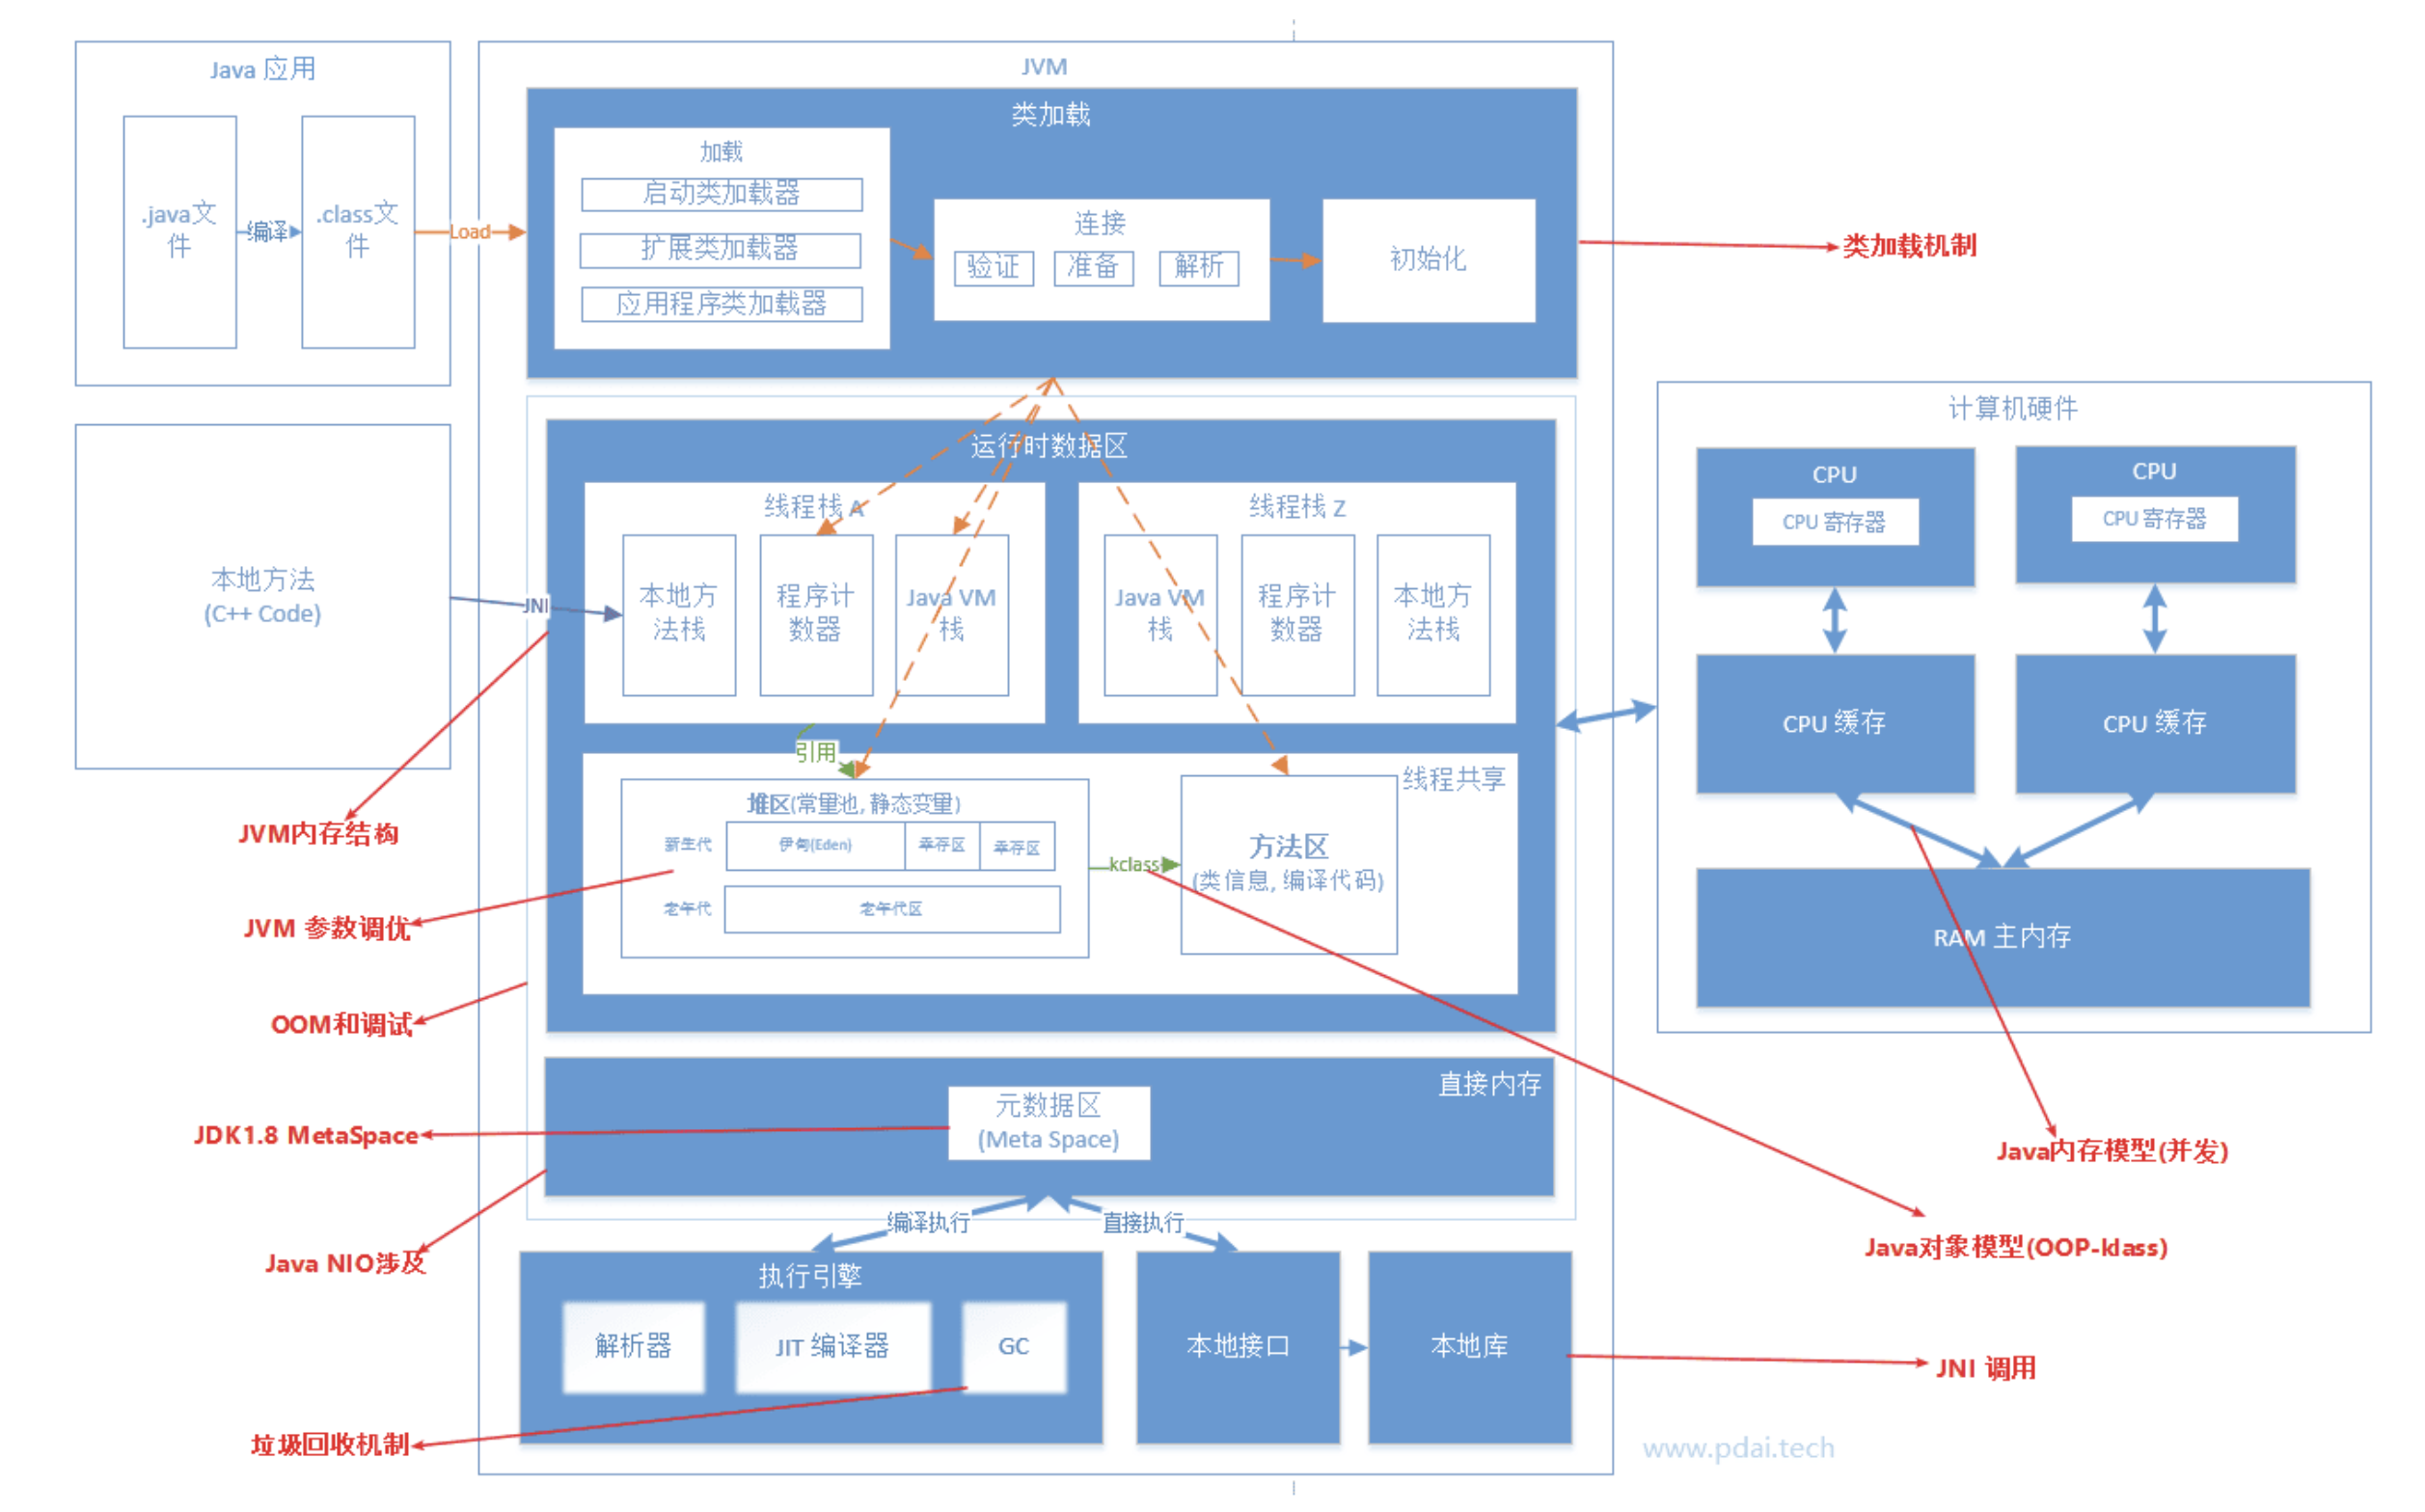 Java 应用
.java文
件
编译
.class文
件
Load
JVM
类加载
加载
启动类加载器
扩展类加载器
应用程序类加载器
连接
验证
准备
解析
初始化
类加载机制
本地方法
(C++ Code)
JNI
运行时数据区
线程栈 A
本地方
法栈
程序计
数器
Java VM
栈
线程栈 Z
Java VM
栈
程序计
数器
本地方
法栈
引用
线程共享
堆区(常量池, 静态变量)
新生代
伊甸(Eden)
幸存区
幸存区
老年代
老年代区
kclass
方法区
(类信息, 编译代码)
计算机硬件
CPU
CPU 寄存器
CPU
CPU 寄存器
CPU 缓存
CPU 缓存
RAM 主内存
JVM内存结构
JVM 参数调优
OOM和调试
直接内存
元数据区
(Meta Space)
JDK1.8 MetaSpace
Java NIO涉及
Java内存模型(并发)
Java对象模型(OOP-klass)
编译执行
直接执行
执行引擎
解析器
JIT 编译器
GC
本地接口
本地库
JNI 调用
垃圾回收机制
www.pdai.tech